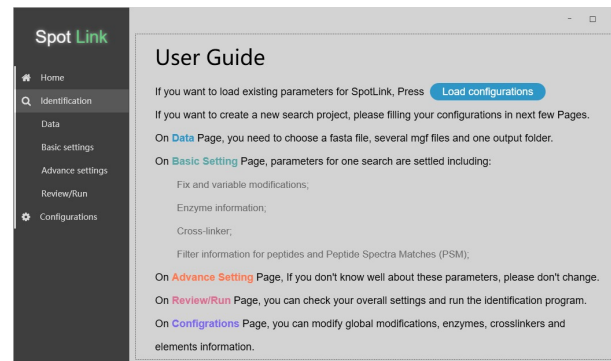 Spot Link
Home
Identification
Data
Basic settings
Advance settings
Review/Run
Configurations
User Guide
If you want to load existing parameters for SpotLink, Press Load configurations
If you want to create a new search project, please filling your configurations in next few Pages.
On Data Page, you need to choose a fasta file, several mgf files and one output folder.
On Basic Setting Page, parameters for one search are settled including:
Fix and variable modifications;
Enzyme information;
Cross-linker;
Filter information for peptides and Peptide Spectra Matches (PSM);
On Advance Setting Page, If you don't know well about these parameters, please don't change.
On Review/Run Page, you can check your overall settings and run the identification program.
On Configrations Page, you can modify global modifications, enzymes, crosslinkers and
elements information.